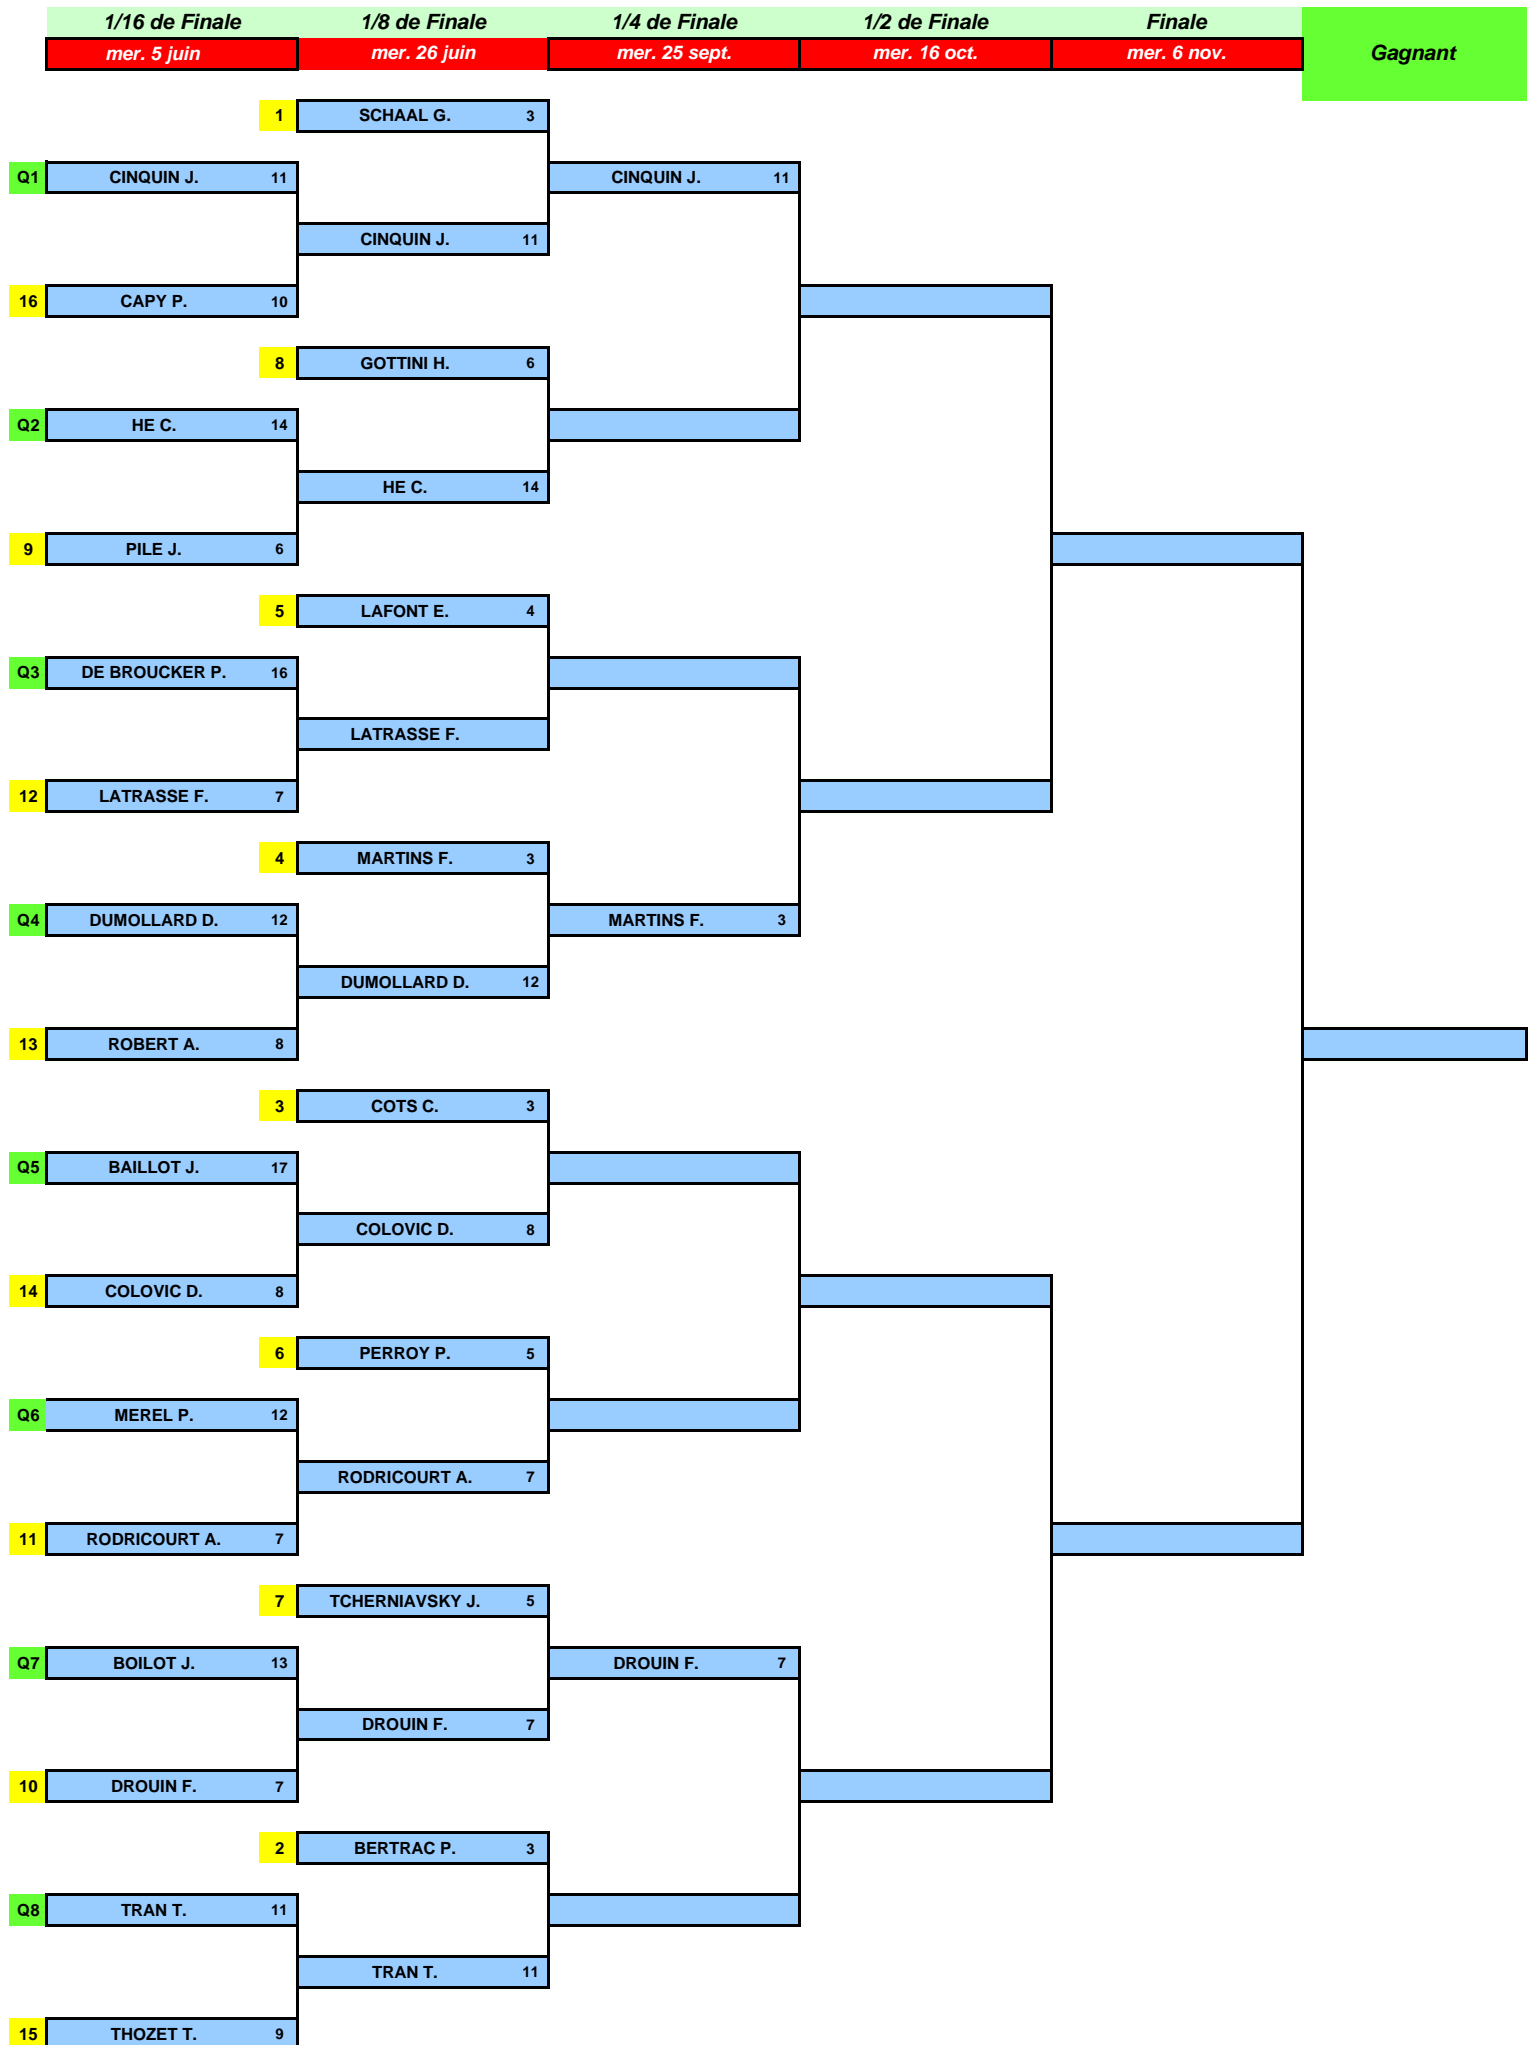 1/16 de Finale 1/8 de Finale 1/4 de Finale 1/2 de Finale Finale
mer. 5 juin mer. 26 juin mer. 25 sept. mer. 16 oct. mer. 6 nov. Gagnant
1 SCHAAL G. 3
Q1 CINQUIN J. 11 CINQUIN J. 11
CINQUIN J. 11
16 CAPY P. 10
8 GOTTINI H. 6
Q2 HE C. 14
HE C. 14
9 PILE J. 6
5 LAFONT E. 4
Q3 DE BROUCKER P. 16
LATRASSE F.
12 LATRASSE F. 7
4 MARTINS F. 3
Q4 DUMOLLARD D. 12 MARTINS F. 3
DUMOLLARD D. 12
13 ROBERT A. 8
3 COTS C. 3
Q5 BAILLOT J. 17
COLOVIC D. 8
14 COLOVIC D. 8
6 PERROY P. 5
Q6 MEREL P. 12
RODRICOURT A. 7
11 RODRICOURT A. 7
7 TCHERNIAVSKY J. 5
Q7 BOILOT J. 13 DROUIN F. 7
DROUIN F. 7
10 DROUIN F. 7
2 BERTRAC P. 3
Q8 TRAN T. 11
TRAN T. 11
15 THOZET T. 9